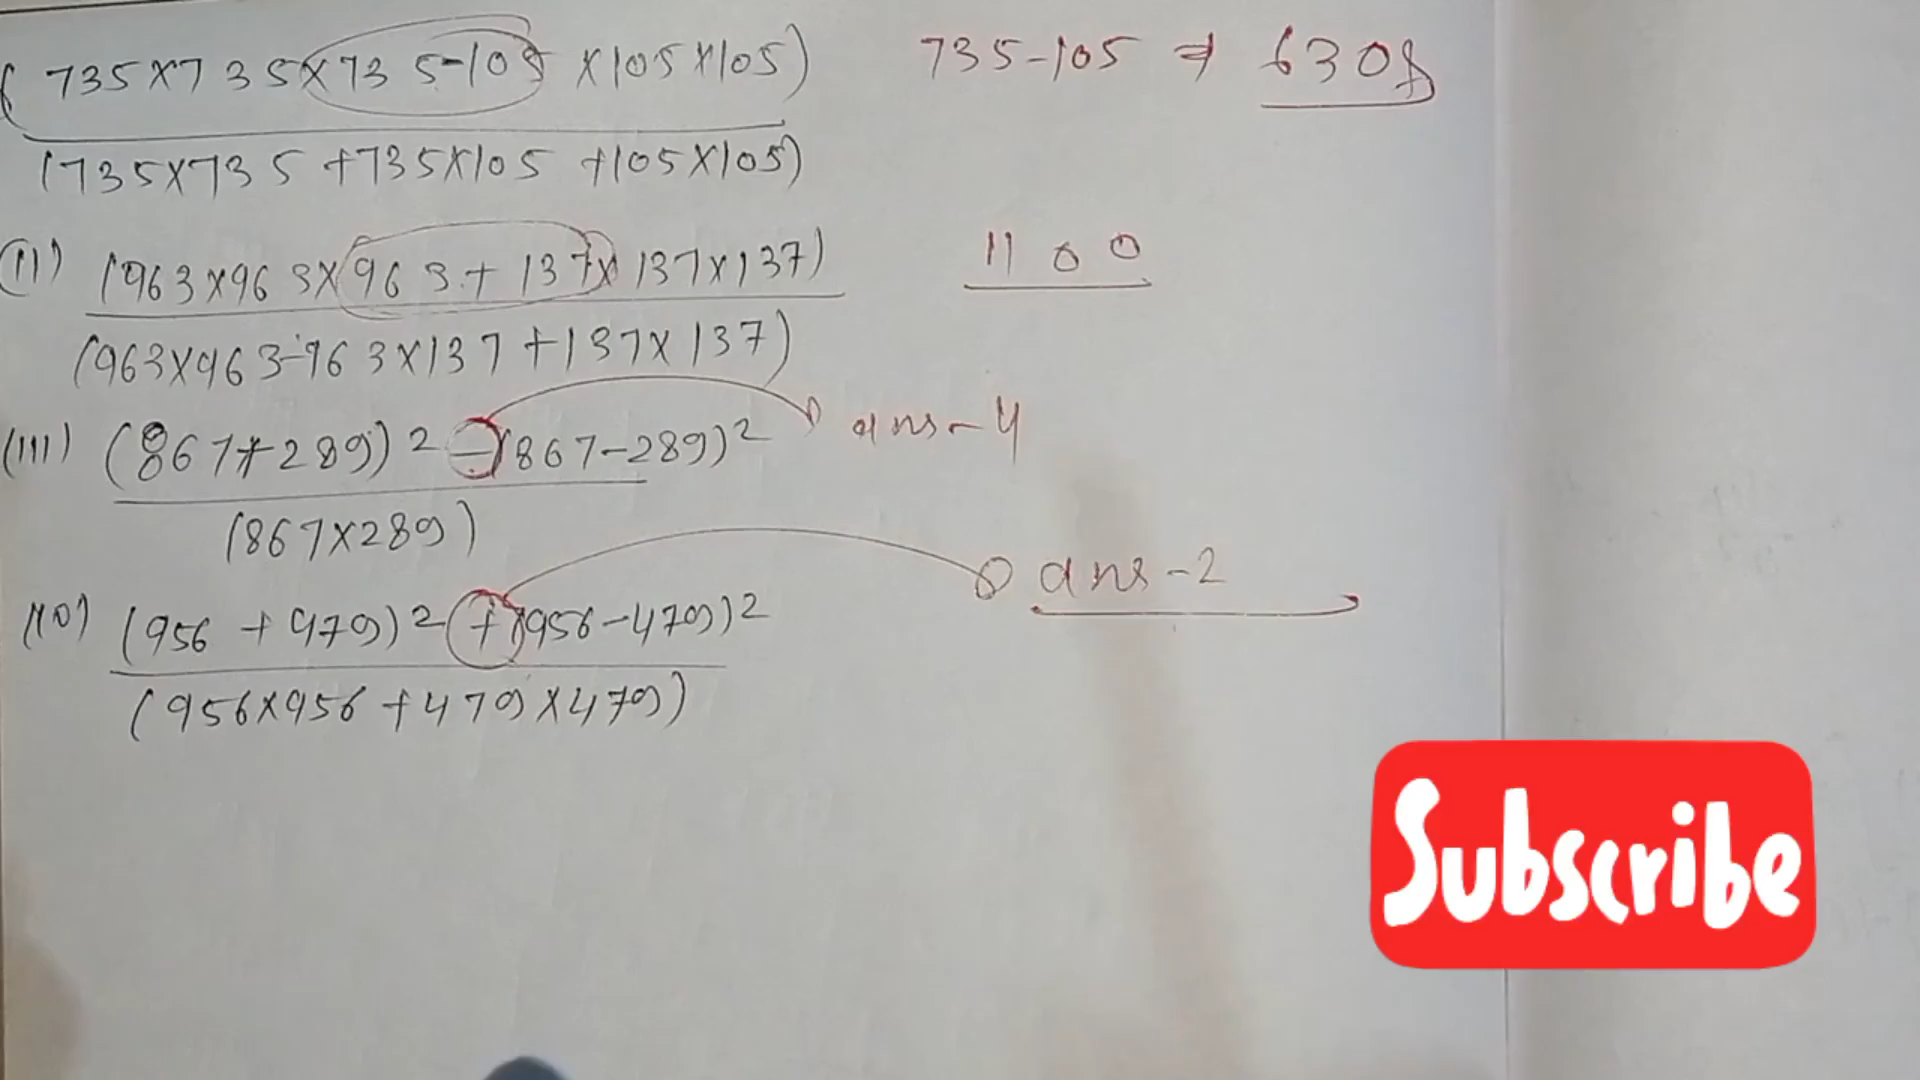 (735×735×735-105×105×105)
735-105 ⇒ 630
(735×735+735×105+105×105)
(11) (963×963×963+137×137×137)
1100
(963×963-963×137+137×137)
(111) (867+289)2 -(867-289)2
ans-4
(867×289)
(10) (956+479)2 +(956-479)2
ans-2
(956×956+479×479)
Subscribe